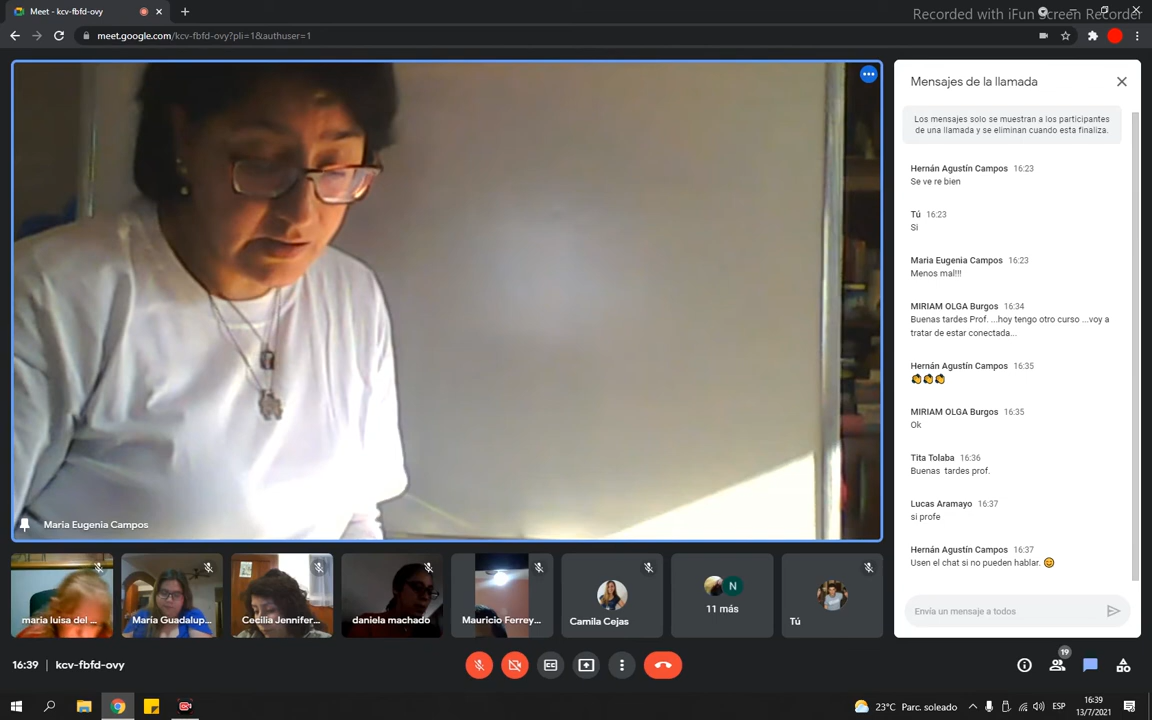 Meet - kcv-fbfd-ovy
Recorded with iFun Screen Recorder
meet.google.com/kcv-fbfd-ovy?pli=1&authuser=1
Mensajes de la llamada
Los mensajes solo se muestran a los participantes
de una llamada y se eliminan cuando esta finaliza.
Hernán Agustín Campos 16:23
Se ve re bien
Tú 16:23
Si
Maria Eugenia Campos 16:23
Menos mal!!!
MIRIAM OLGA Burgos 16:34
Buenas tardes Prof. ...hoy tengo otro curso ...voy a
tratar de estar conectada...
Hernán Agustín Campos 16:35
MIRIAM OLGA Burgos 16:35
Ok
Tita Tolaba 16:36
Buenas tardes prof.
Lucas Aramayo 16:37
si profe
Hernán Agustín Campos 16:37
Usen el chat si no pueden hablar.
Envía un mensaje a todos
Maria Eugenia Campos
maria luisa del ...
Maria Guadalup...
Cecilia Jennifer...
daniela machado
Mauricio Ferrey...
Camila Cejas
N
11 más
Tú
16:39 kcv-fbfd-ovy
19
23°C Parc. soleado
ESP
16:39
13/7/2021